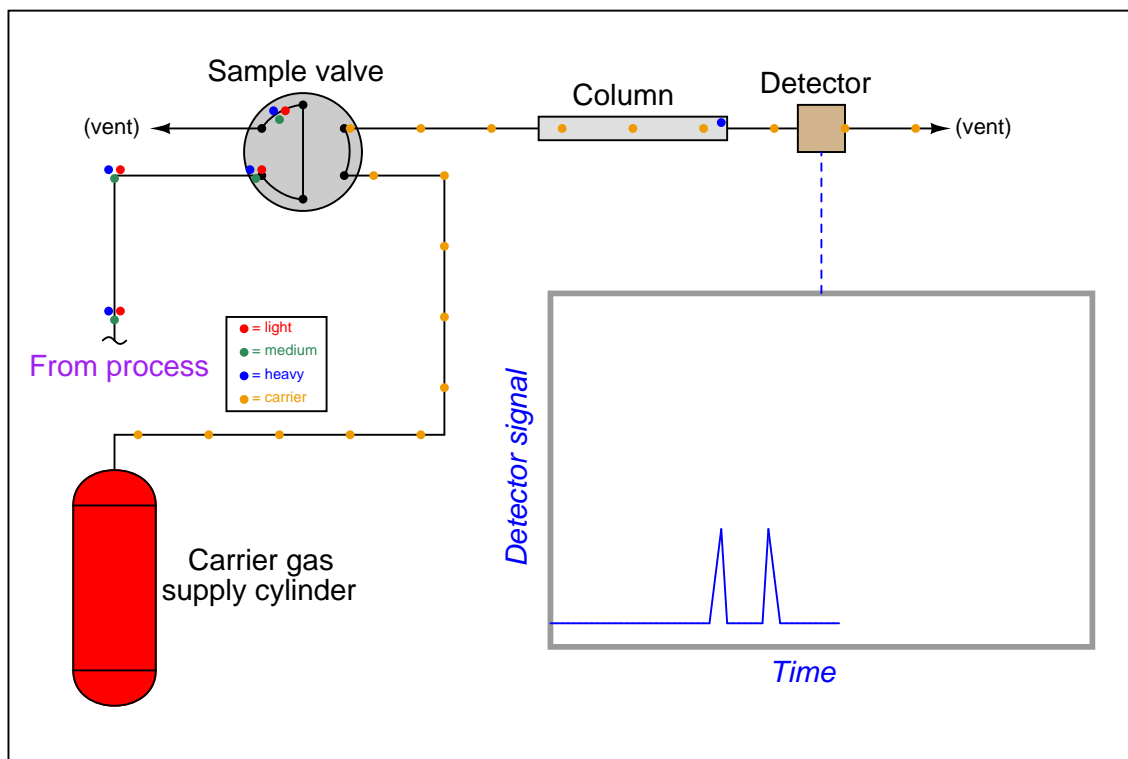 Sample valve
Column
Detector
(vent)
(vent)
= light
= medium
= heavy
= carrier
From process
Carrier gas
supply cylinder
Detector signal
Time